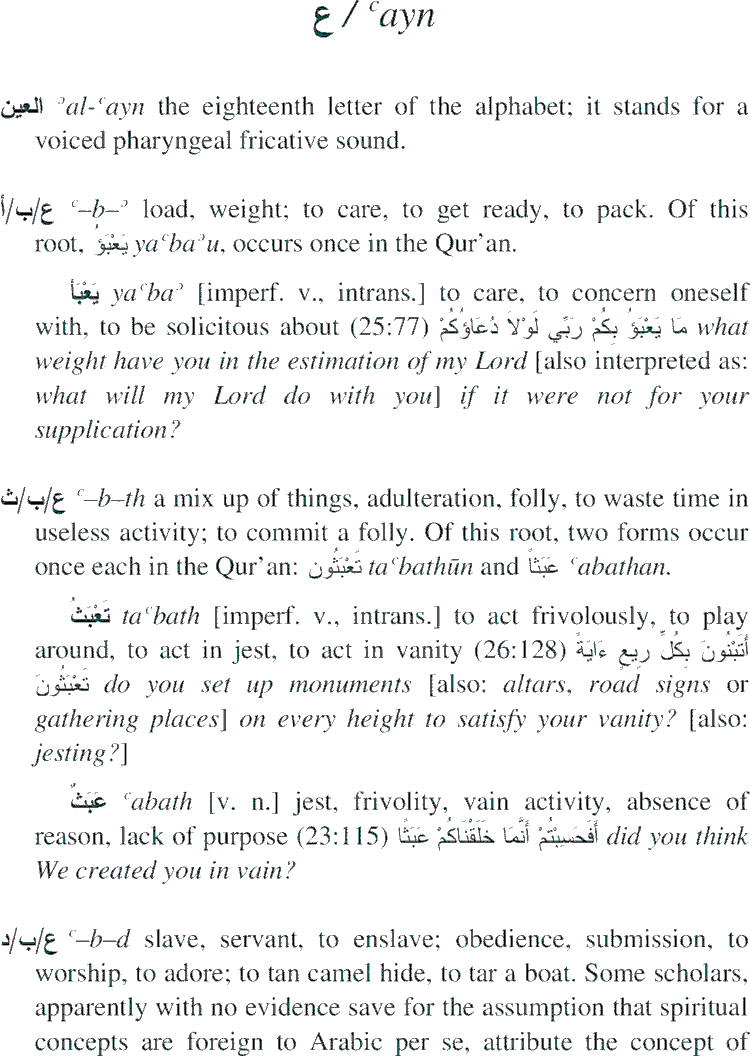 ع / ʿayn
العين ʾal-ʿayn the eighteenth letter of the alphabet; it stands for a
voiced pharyngeal fricative sound.
ع/ب/أ ʿ–b–ʾ load, weight; to care, to get ready, to pack. Of this
root, يَعْبَؤُ yaʿbaʾu, occurs once in the Qur'an.
يَعْبَأ yaʿbaʾ [imperf. v., intrans.] to care, to concern oneself
with, to be solicitous about (25:77) مَا يَعْبَؤُ بِكُمْ رَبِّي لَوْلاَ دُعَاؤُكُمْ what
weight have you in the estimation of my Lord [also interpreted as:
what will my Lord do with you] if it were not for your
supplication?
ع/ب/ث ʿ–b–th a mix up of things, adulteration, folly, to waste time in
useless activity; to commit a folly. Of this root, two forms occur
once each in the Qur'an: تَعْبَثُون taʿbathūn and عَبَثاً ʿabathan.
تَعْبَثُ taʿbath [imperf. v., intrans.] to act frivolously, to play
around, to act in jest, to act in vanity (26:128) أَتَبْنُونَ بِكُلِّ رِيعٍ ءَايَةً
تَعْبَثُونَ do you set up monuments [also: altars, road signs or
gathering places] on every height to satisfy your vanity? [also:
jesting?]
عَبَثٌ ʿabath [v. n.] jest, frivolity, vain activity, absence of
reason, lack of purpose (23:115) أَفَحَسِبْتُمْ أَنَّمَا خَلَقْنَاكُمْ عَبَثًا did you think
We created you in vain?
ع/ب/د ʿ–b–d slave, servant, to enslave; obedience, submission, to
worship, to adore; to tan camel hide, to tar a boat. Some scholars,
apparently with no evidence save for the assumption that spiritual
concepts are foreign to Arabic per se, attribute the concept of